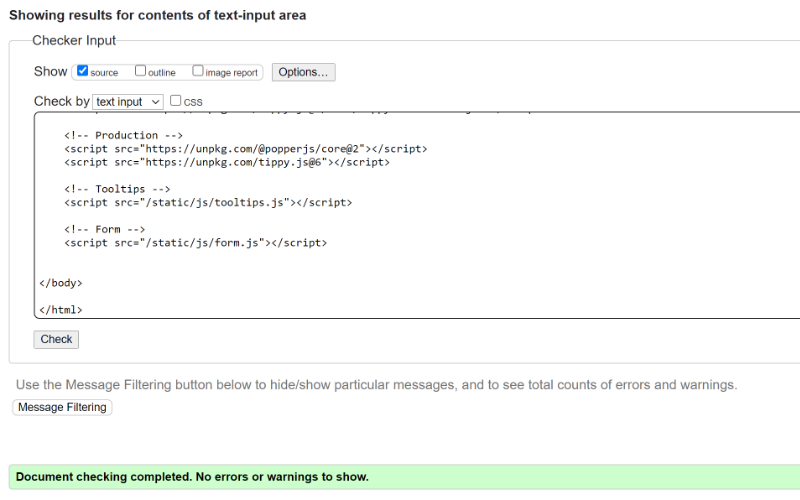 Showing results for contents of text-input area
Checker Input
Show source outline image report Options...
Check by text input css
<!-- Production -->
<script src="https://unpkg.com/@popperjs/core@2"></script>
<script src="https://unpkg.com/tippy.js@6"></script>
<!-- Tooltips -->
<script src="/static/js/tooltips.js"></script>
<!-- Form -->
<script src="/static/js/form.js"></script>
</body>
</html>
Check
Use the Message Filtering button below to hide/show particular messages, and to see total counts of errors and warnings.
Message Filtering
Document checking completed. No errors or warnings to show.